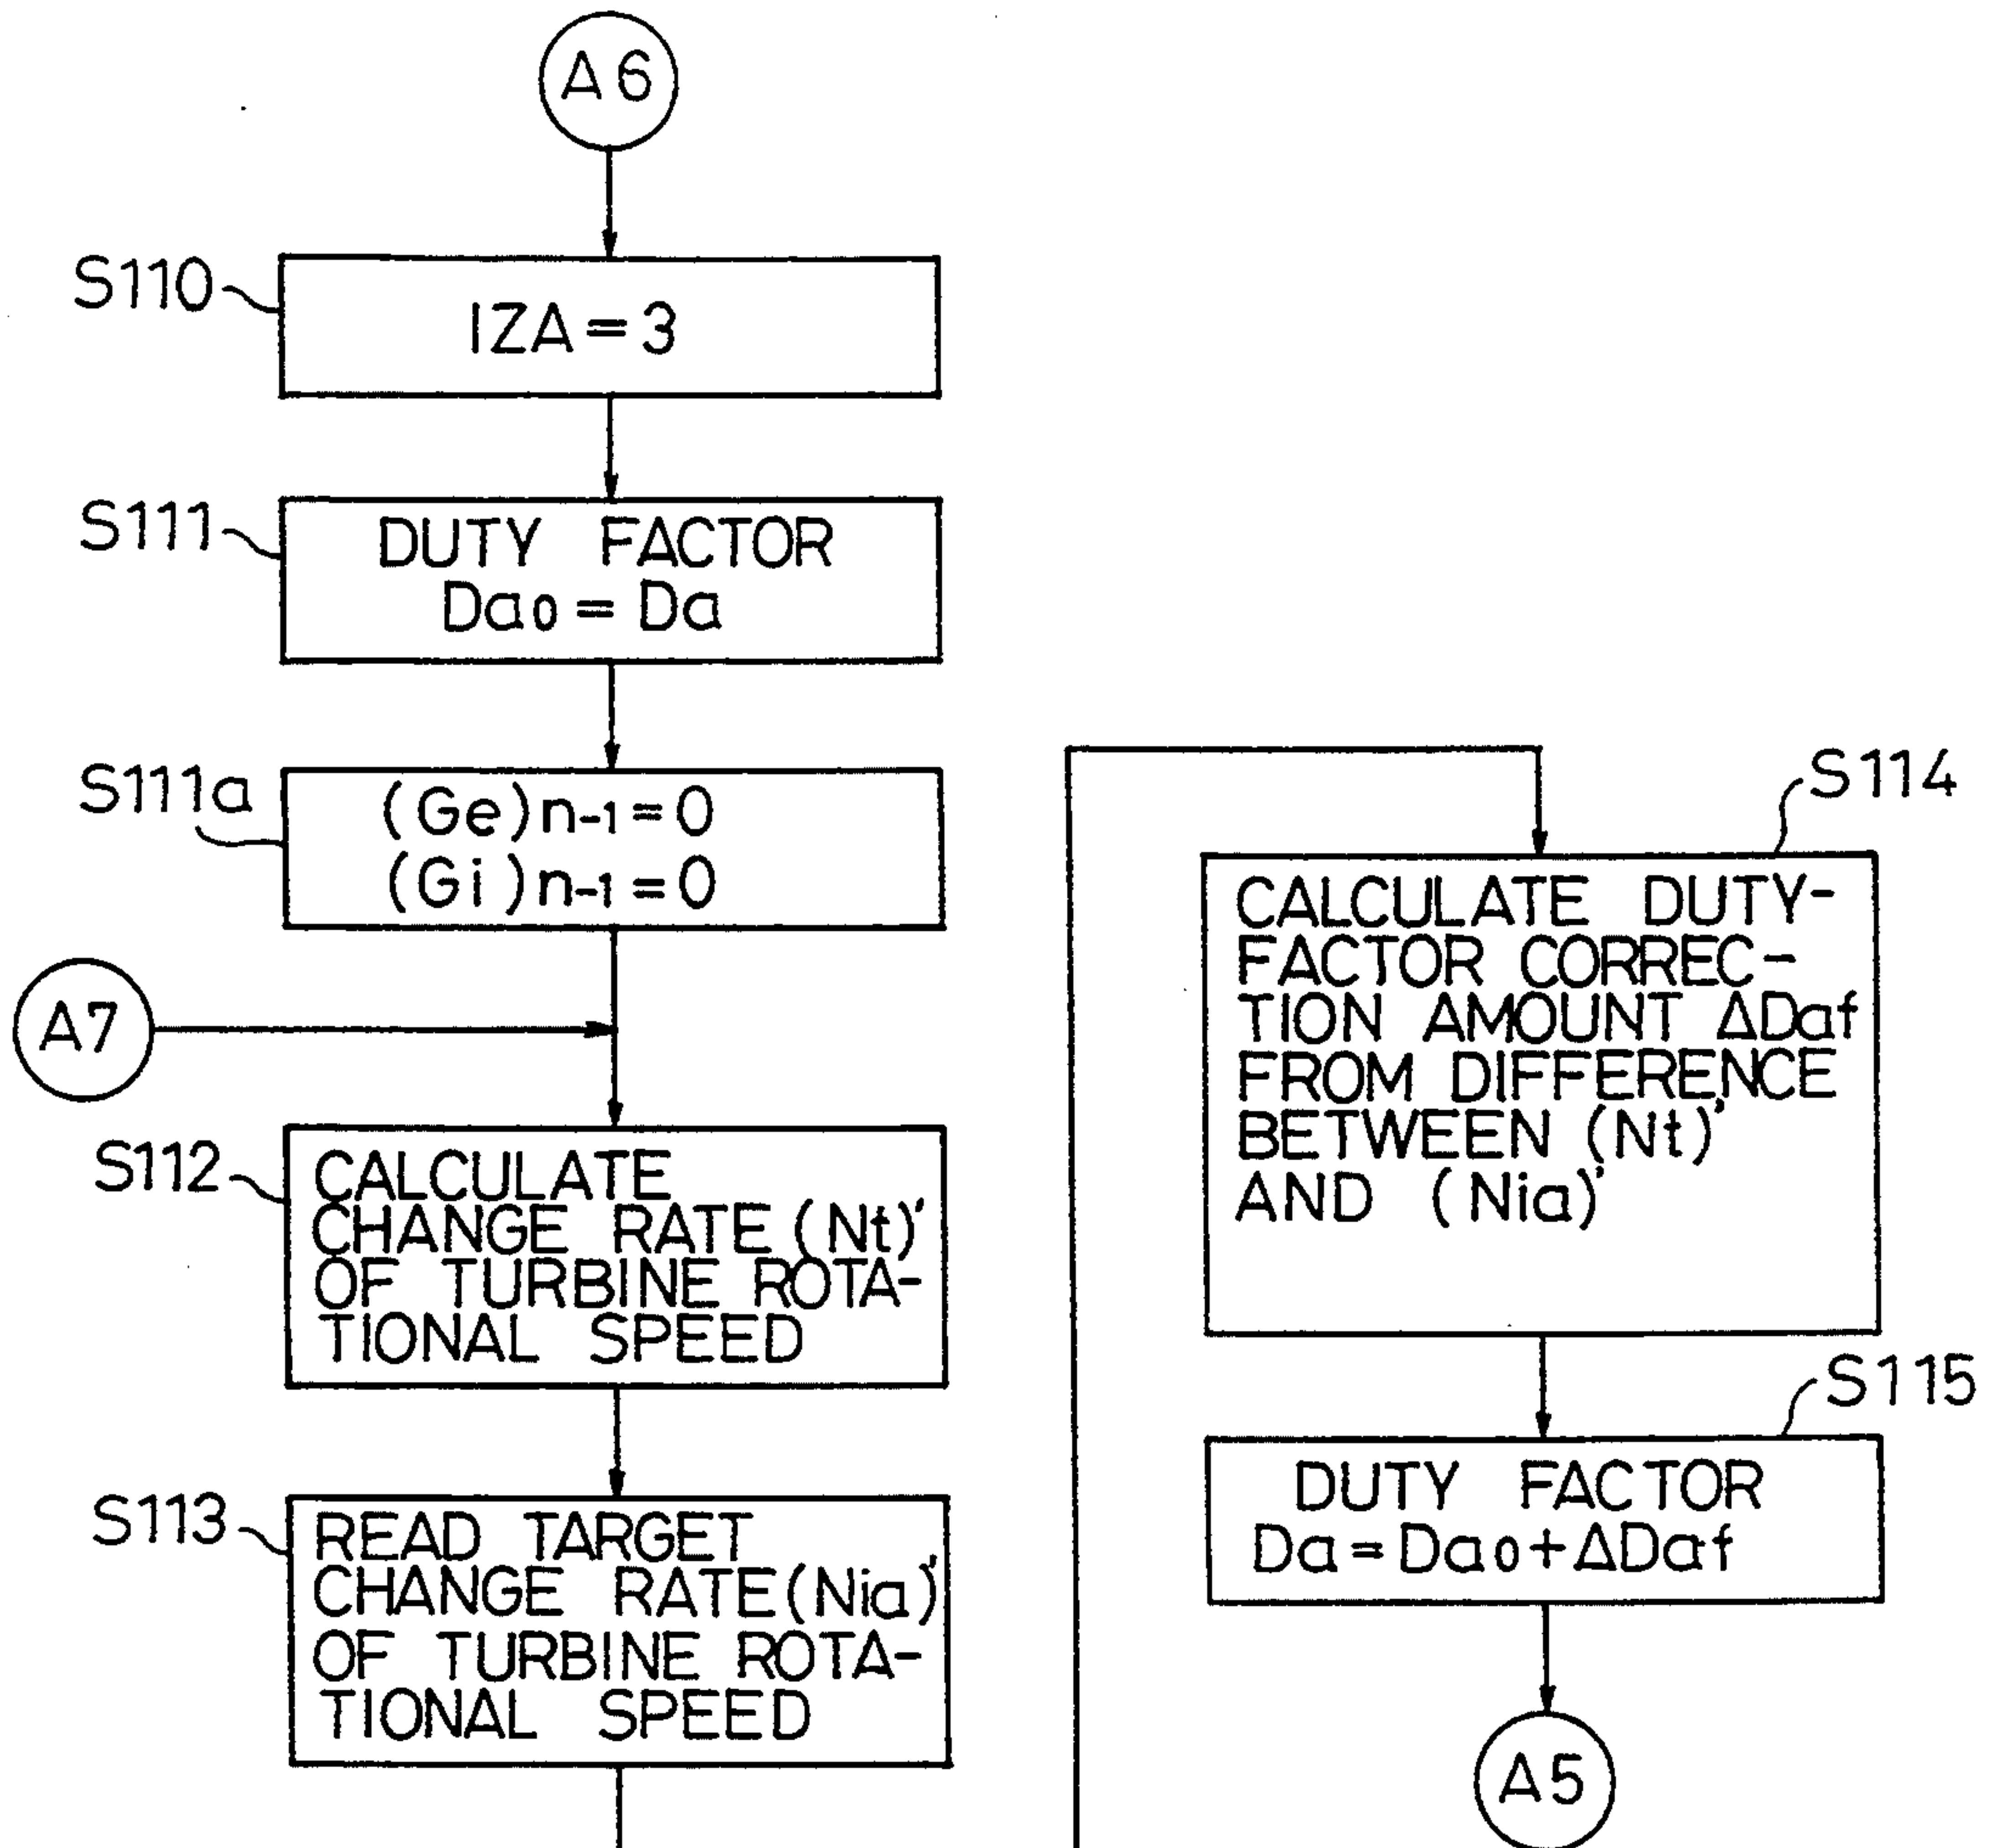 A6
S110
IZA=3
S111
DUTY FACTOR
Da0 = Da
S111a
(Ge)n-1=0
(Gi)n-1=0
A7
S112
CALCULATE
CHANGE RATE (Nt)'
OF TURBINE ROTA-
TIONAL SPEED
S113
READ TARGET
CHANGE RATE (Nia)'
OF TURBINE ROTA-
TIONAL SPEED
S114
CALCULATE DUTY-
FACTOR CORREC-
TION AMOUNT ΔDaf
FROM DIFFERENCE
BETWEEN (Nt)'
AND (Nia)'
S115
DUTY FACTOR
Da=Da0+ΔDaf
A5